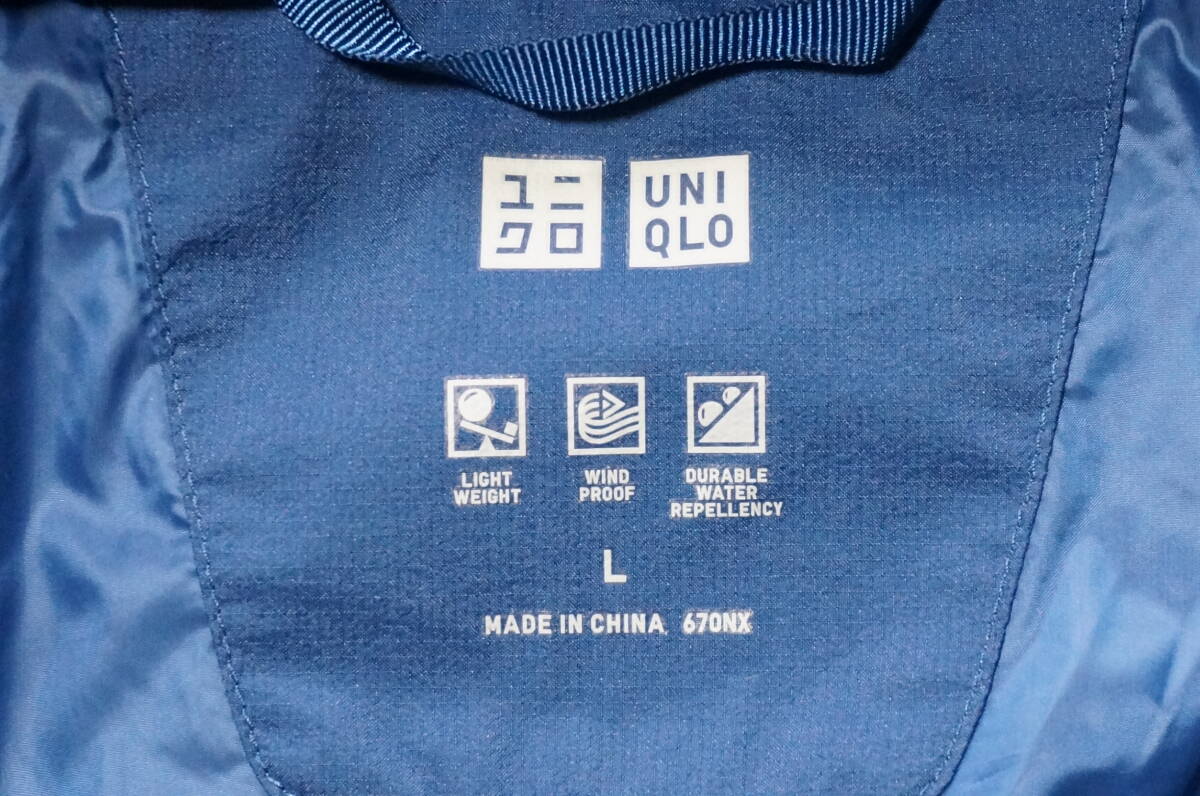 ユニ
クロ
UNI
QLO
LIGHT
WEIGHT
WIND
PROOF
DURABLE
WATER
REPELLENCY
L
MADE IN CHINA 670NX